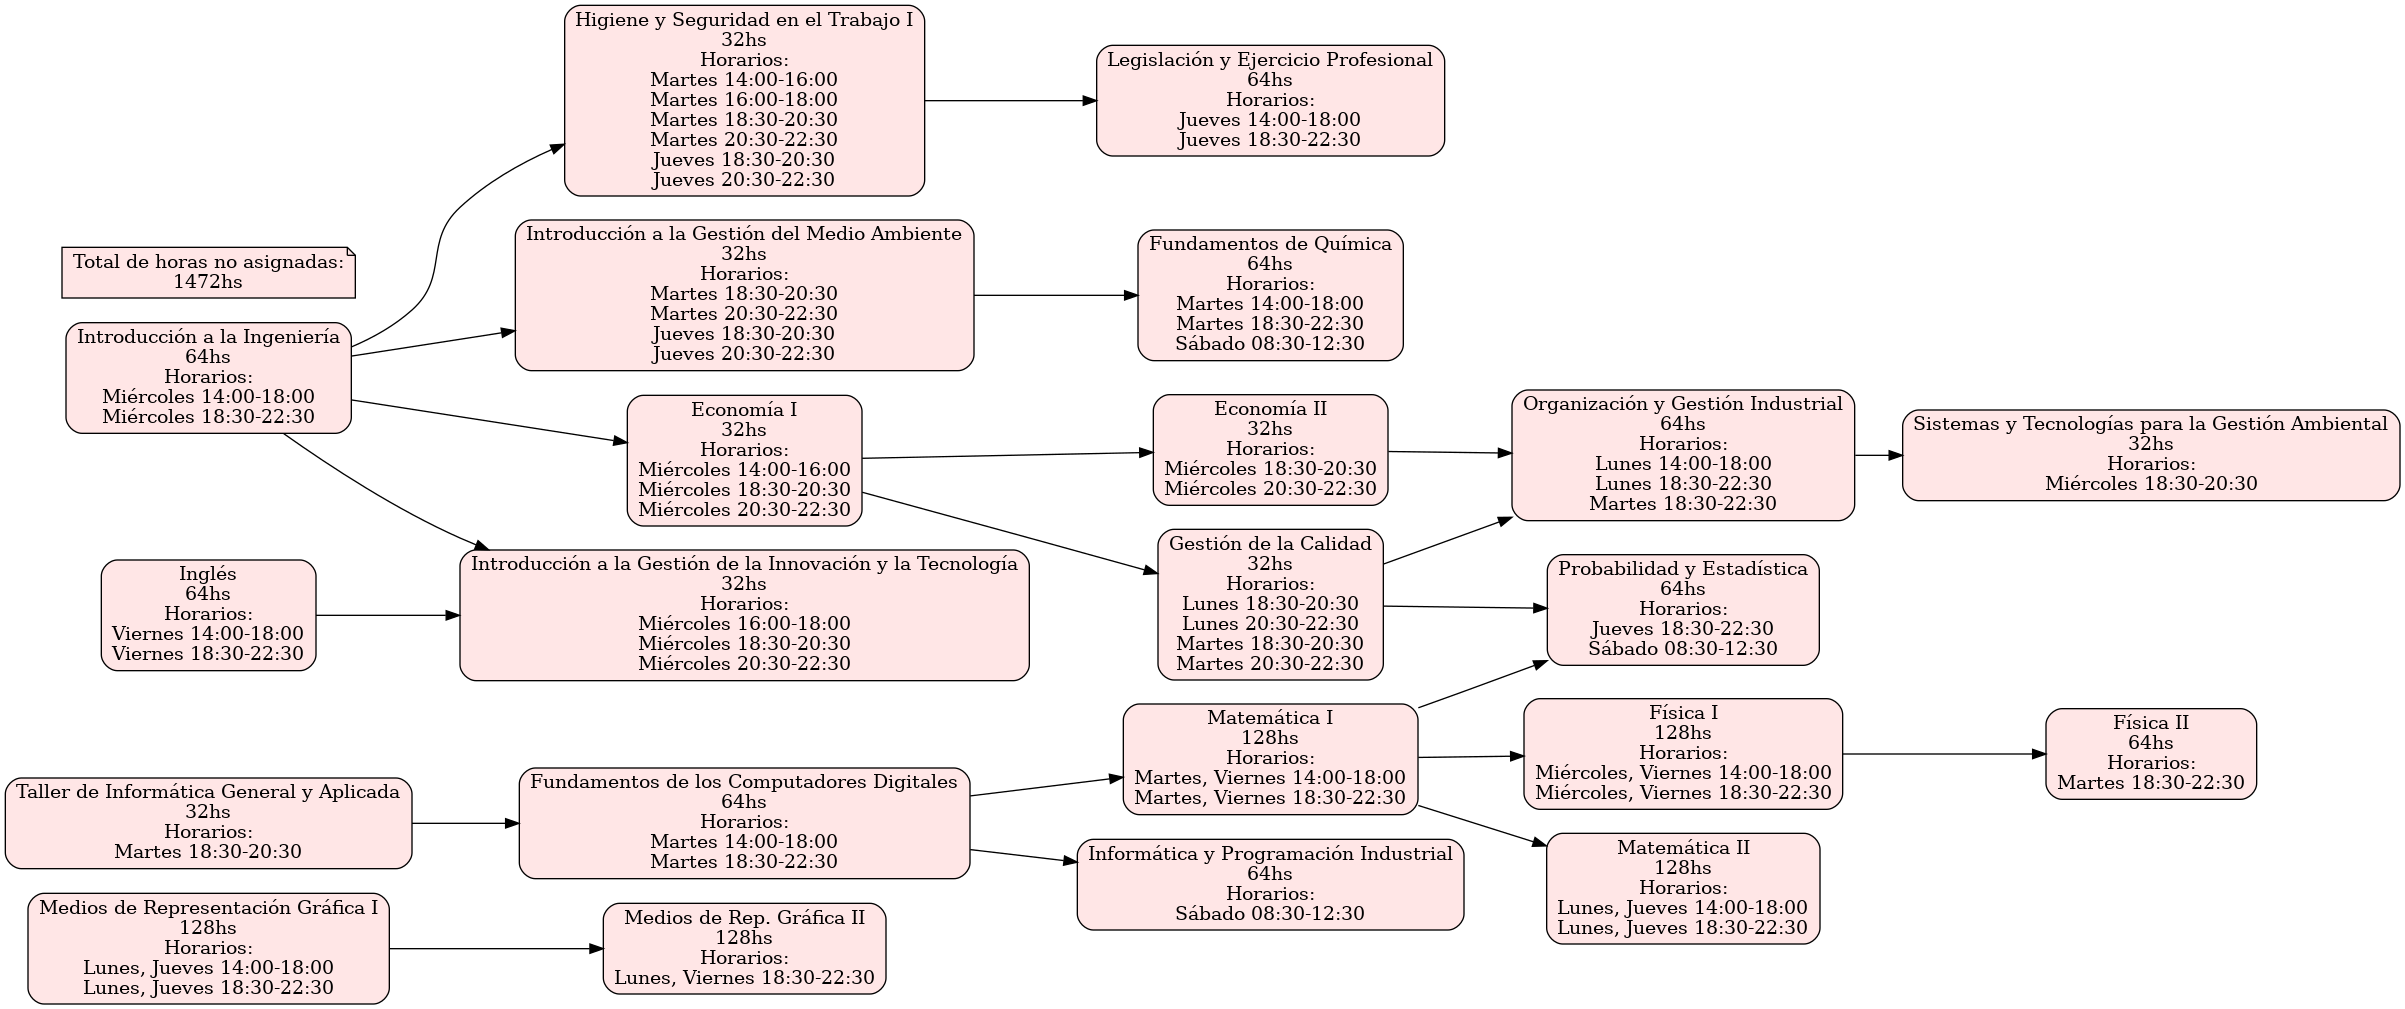 Higiene y Seguridad en el Trabajo I
32hs
Horarios:
Martes 14:00-16:00
Martes 16:00-18:00
Martes 18:30-20:30
Martes 20:30-22:30
Jueves 18:30-20:30
Jueves 20:30-22:30
Legislación y Ejercicio Profesional
64hs
Horarios:
Jueves 14:00-18:00
Jueves 18:30-22:30
Total de horas no asignadas:
1472hs
Introducción a la Gestión del Medio Ambiente
32hs
Horarios:
Martes 18:30-20:30
Martes 20:30-22:30
Jueves 18:30-20:30
Jueves 20:30-22:30
Fundamentos de Química
64hs
Horarios:
Martes 14:00-18:00
Martes 18:30-22:30
Sábado 08:30-12:30
Introducción a la Ingeniería
64hs
Horarios:
Miércoles 14:00-18:00
Miércoles 18:30-22:30
Economía I
32hs
Horarios:
Miércoles 14:00-16:00
Miércoles 18:30-20:30
Miércoles 20:30-22:30
Economía II
32hs
Horarios:
Miércoles 18:30-20:30
Miércoles 20:30-22:30
Organización y Gestión Industrial
64hs
Horarios:
Lunes 14:00-18:00
Lunes 18:30-22:30
Martes 18:30-22:30
Sistemas y Tecnologías para la Gestión Ambiental
32hs
Horarios:
Miércoles 18:30-20:30
Inglés
64hs
Horarios:
Viernes 14:00-18:00
Viernes 18:30-22:30
Introducción a la Gestión de la Innovación y la Tecnología
32hs
Horarios:
Miércoles 16:00-18:00
Miércoles 18:30-20:30
Miércoles 20:30-22:30
Gestión de la Calidad
32hs
Horarios:
Lunes 18:30-20:30
Lunes 20:30-22:30
Martes 18:30-20:30
Martes 20:30-22:30
Probabilidad y Estadística
64hs
Horarios:
Jueves 18:30-22:30
Sábado 08:30-12:30
Matemática I
128hs
Horarios:
Martes, Viernes 14:00-18:00
Martes, Viernes 18:30-22:30
Física I
128hs
Horarios:
Miércoles, Viernes 14:00-18:00
Miércoles, Viernes 18:30-22:30
Física II
64hs
Horarios:
Martes 18:30-22:30
Taller de Informática General y Aplicada
32hs
Horarios:
Martes 18:30-20:30
Fundamentos de los Computadores Digitales
64hs
Horarios:
Martes 14:00-18:00
Martes 18:30-22:30
Informática y Programación Industrial
64hs
Horarios:
Sábado 08:30-12:30
Matemática II
128hs
Horarios:
Lunes, Jueves 14:00-18:00
Lunes, Jueves 18:30-22:30
Medios de Representación Gráfica I
128hs
Horarios:
Lunes, Jueves 14:00-18:00
Lunes, Jueves 18:30-22:30
Medios de Rep. Gráfica II
128hs
Horarios:
Lunes, Viernes 18:30-22:30